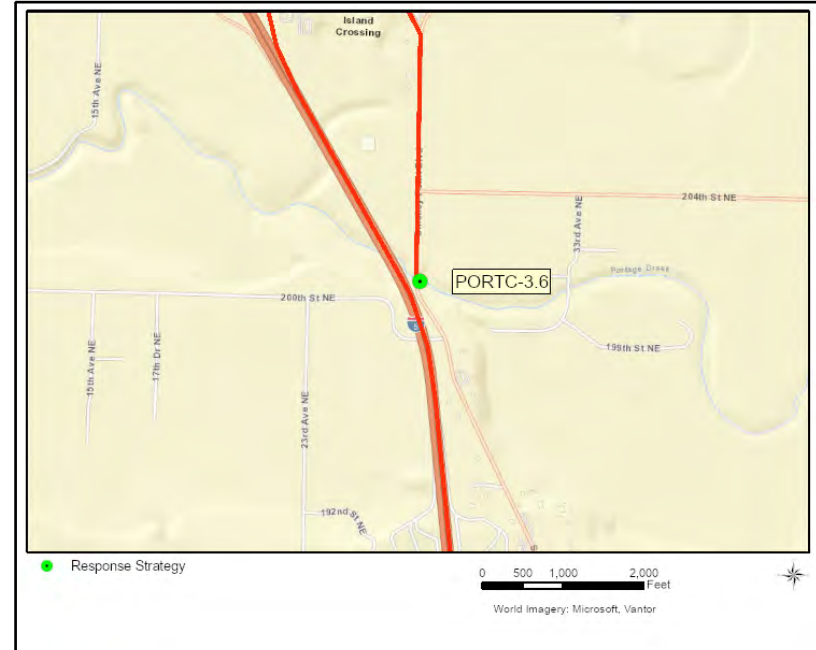 Island
Crossing
15th Ave NE
204th St NE
33rd Ave NE
Portage Creek
PORTC-3.6
200th St NE
5
15th Ave NE
17th Dr NE
199th St NE
23rd Ave NE
192nd St NE
Response Strategy
0 500 1,000 2,000
Feet
World Imagery: Microsoft, Vantor